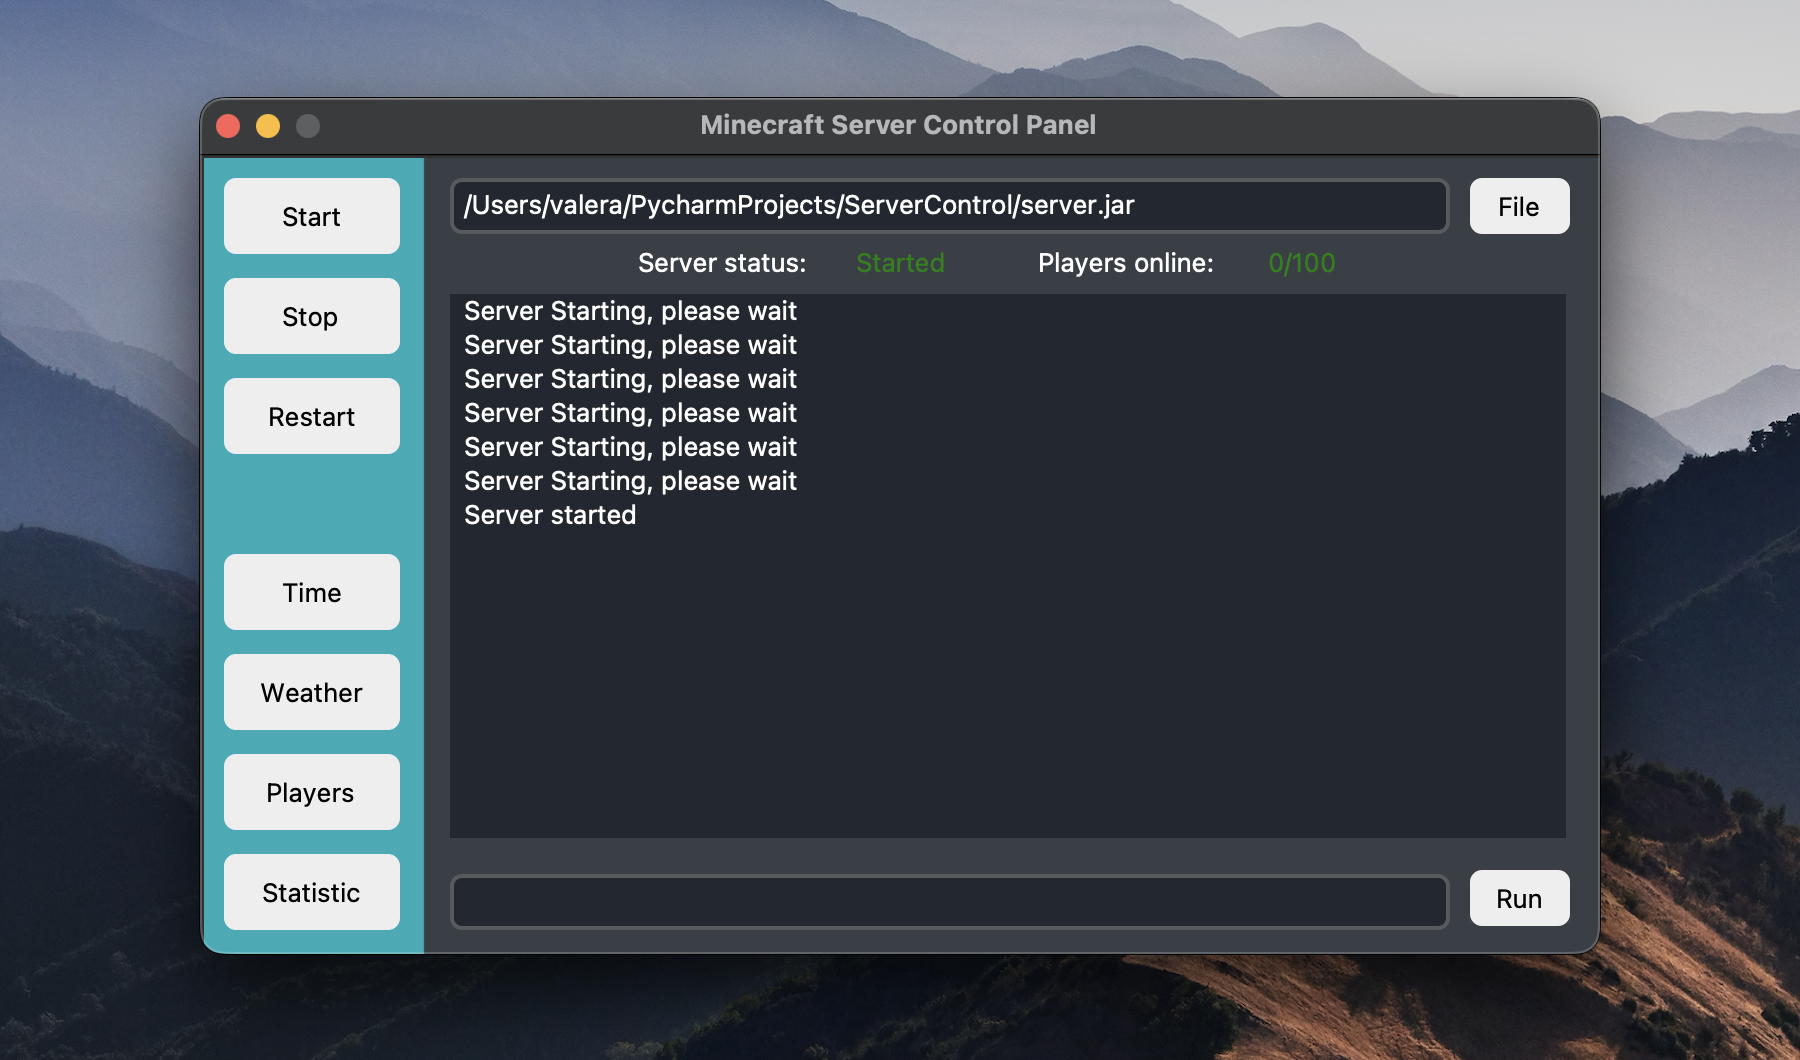 Minecraft Server Control Panel
Start
Stop
Restart
Time
Weather
Players
Statistic
/Users/valera/PycharmProjects/ServerControl/server.jar
File
Server status: Started Players online: 0/100
Server Starting, please wait
Server Starting, please wait
Server Starting, please wait
Server Starting, please wait
Server Starting, please wait
Server Starting, please wait
Server started
Run